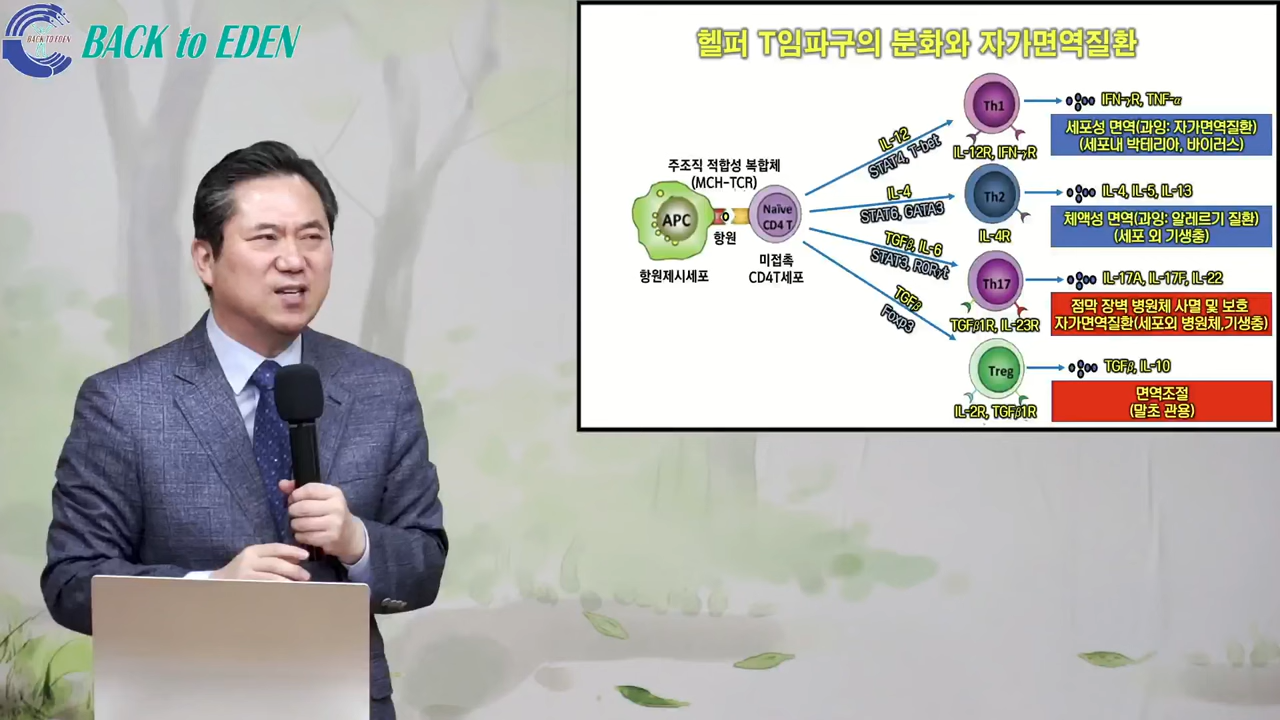 BACK TO EDEN
BACK to EDEN
헬퍼 T임파구의 분화와 자가면역질환
주조직 적합성 복합체
(MCH-TCR)
APC
항원
Naïve
CD4 T
항원제시세포
미접촉
CD4T세포
IL-12
STAT4, T-bet
IL-4
STAT6, GATA3
TGFβ, IL-6
STAT3, RORγt
TGFβ
Foxp3
Th1
IL-12R, IFN-γR
IFN-γR, TNF-α
세포성 면역(과잉: 자가면역질환)
(세포내 박테리아, 바이러스)
Th2
IL-4R
IL-4, IL-5, IL-13
체액성 면역(과잉: 알레르기 질환)
(세포 외 기생충)
Th17
TGFβ1R, IL-23R
IL-17A, IL-17F, IL-22
점막 장벽 병원체 사멸 및 보호
자가면역질환(세포외 병원체,기생충)
Treg
IL-2R, TGFβ1R
TGFβ, IL-10
면역조절
(말초 관용)